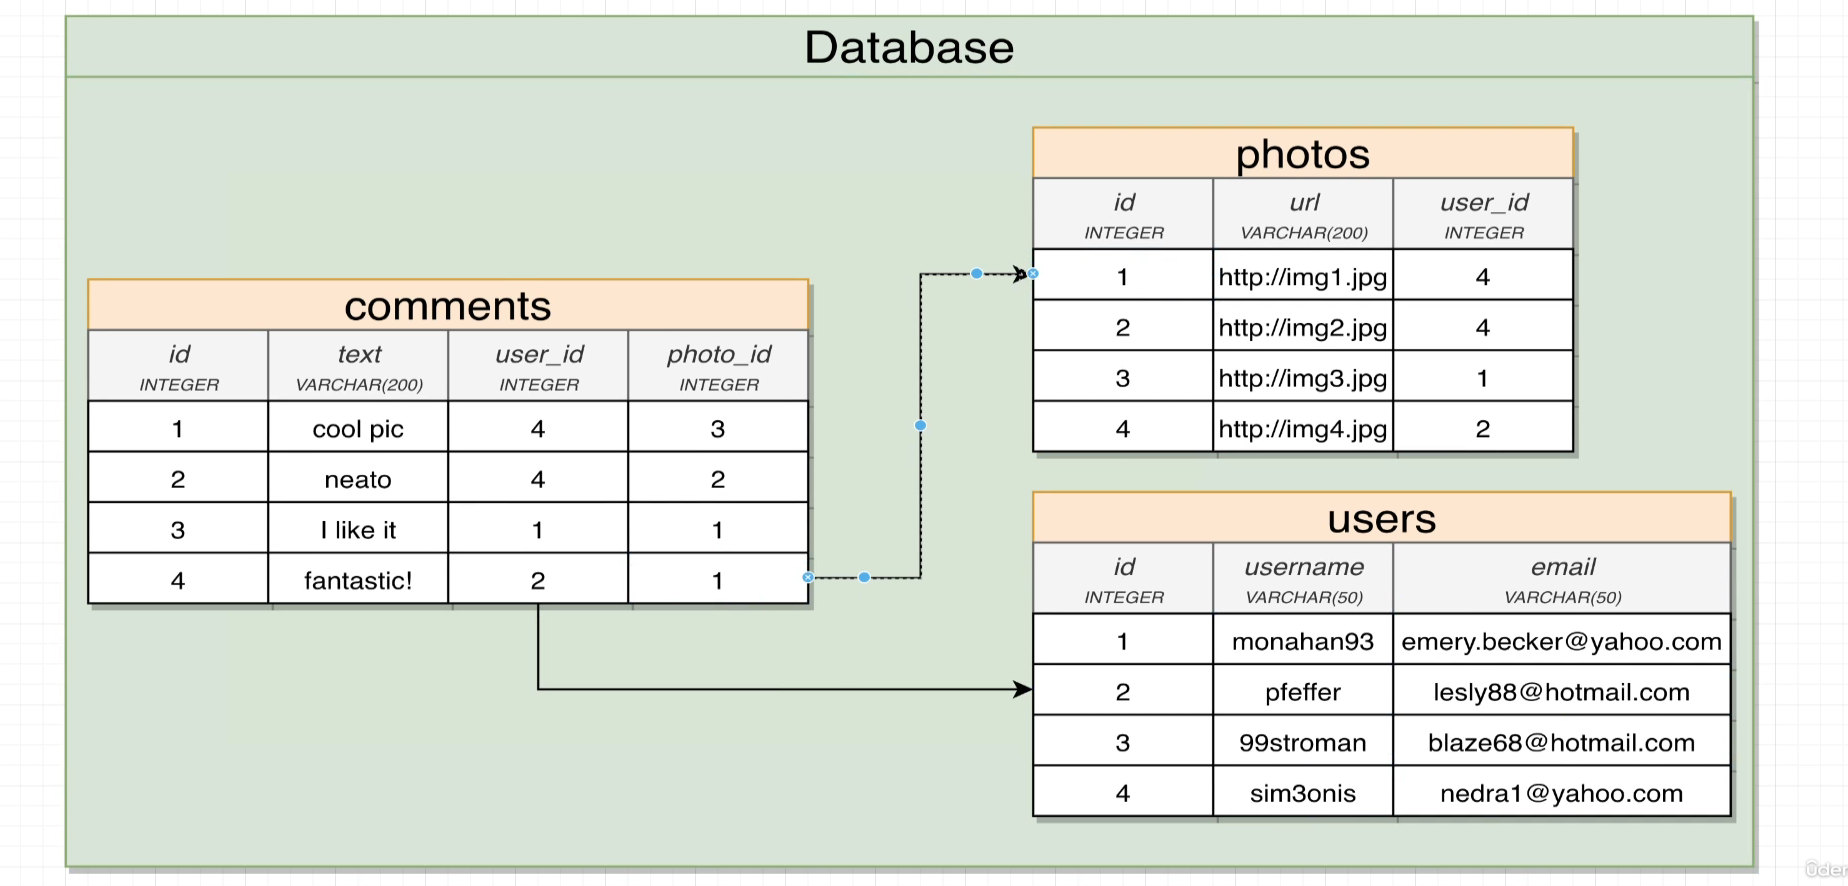 Database
comments
id text user_id photo_id
INTEGER VARCHAR(200) INTEGER INTEGER
1 cool pic 4 3
2 neato 4 2
3 I like it 1 1
4 fantastic! 2 1
photos
id url user_id
INTEGER VARCHAR(200) INTEGER
1 http://img1.jpg 4
2 http://img2.jpg 4
3 http://img3.jpg 1
4 http://img4.jpg 2
users
id username email
INTEGER VARCHAR(50) VARCHAR(50)
1 monahan93 emery.becker@yahoo.com
2 pfeffer lesly88@hotmail.com
3 99stroman blaze68@hotmail.com
4 sim3onis nedra1@yahoo.com